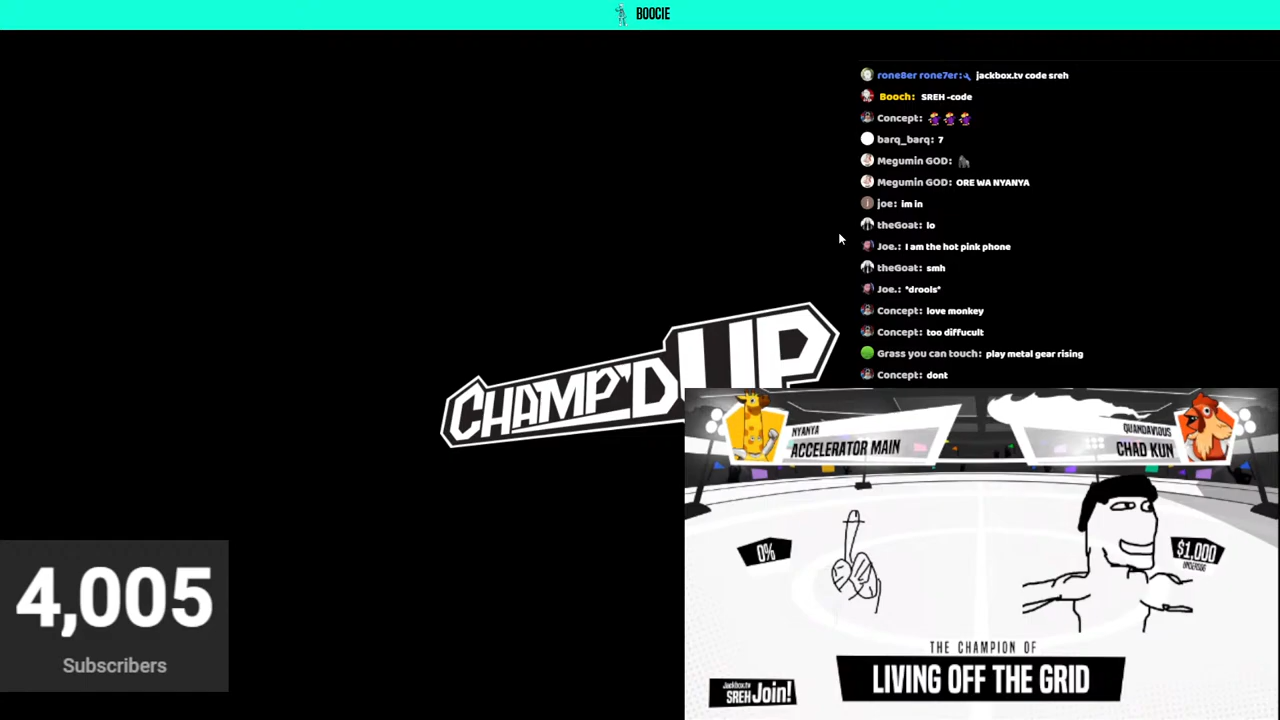 BOOCIE
rone8er rone7er: jackbox.tv code sreh
Booch: SREH -code
Concept:
barq_barq: 7
Megumin GOD:
Megumin GOD: ORE WA NYANYA
joe: im in
theGoat: lo
Joe.: I am the hot pink phone
theGoat: smh
Joe.: *drools*
Concept: love monkey
Concept: too diffucult
Grass you can touch: play metal gear rising
Concept: dont
CHAMP'D UP
NYANYA
ACCELERATOR MAIN
QUANDAVIOUS
CHAD KUN
0%
$1,000
UNDERDOG
4,005
Subscribers
THE CHAMPION OF
LIVING OFF THE GRID
Jackbox.tv
SREH Join!